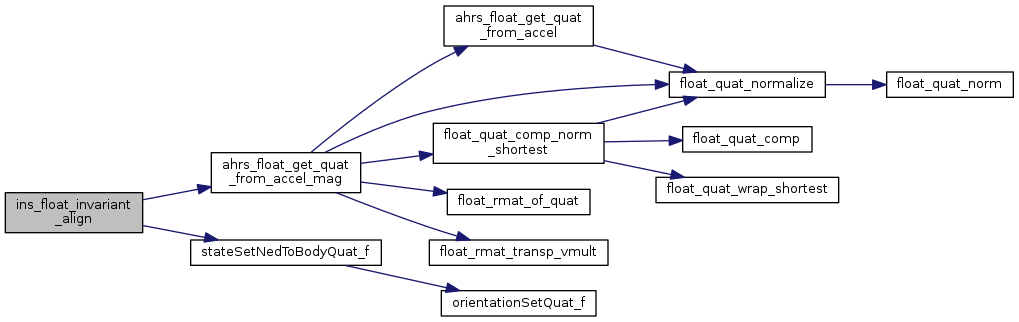 ahrs_float_get_quat
_from_accel
float_quat_normalize
float_quat_norm
float_quat_comp_norm
_shortest
float_quat_comp
ahrs_float_get_quat
_from_accel_mag
float_quat_wrap_shortest
float_rmat_of_quat
ins_float_invariant
_align
float_rmat_transp_vmult
stateSetNedToBodyQuat_f
orientationSetQuat_f